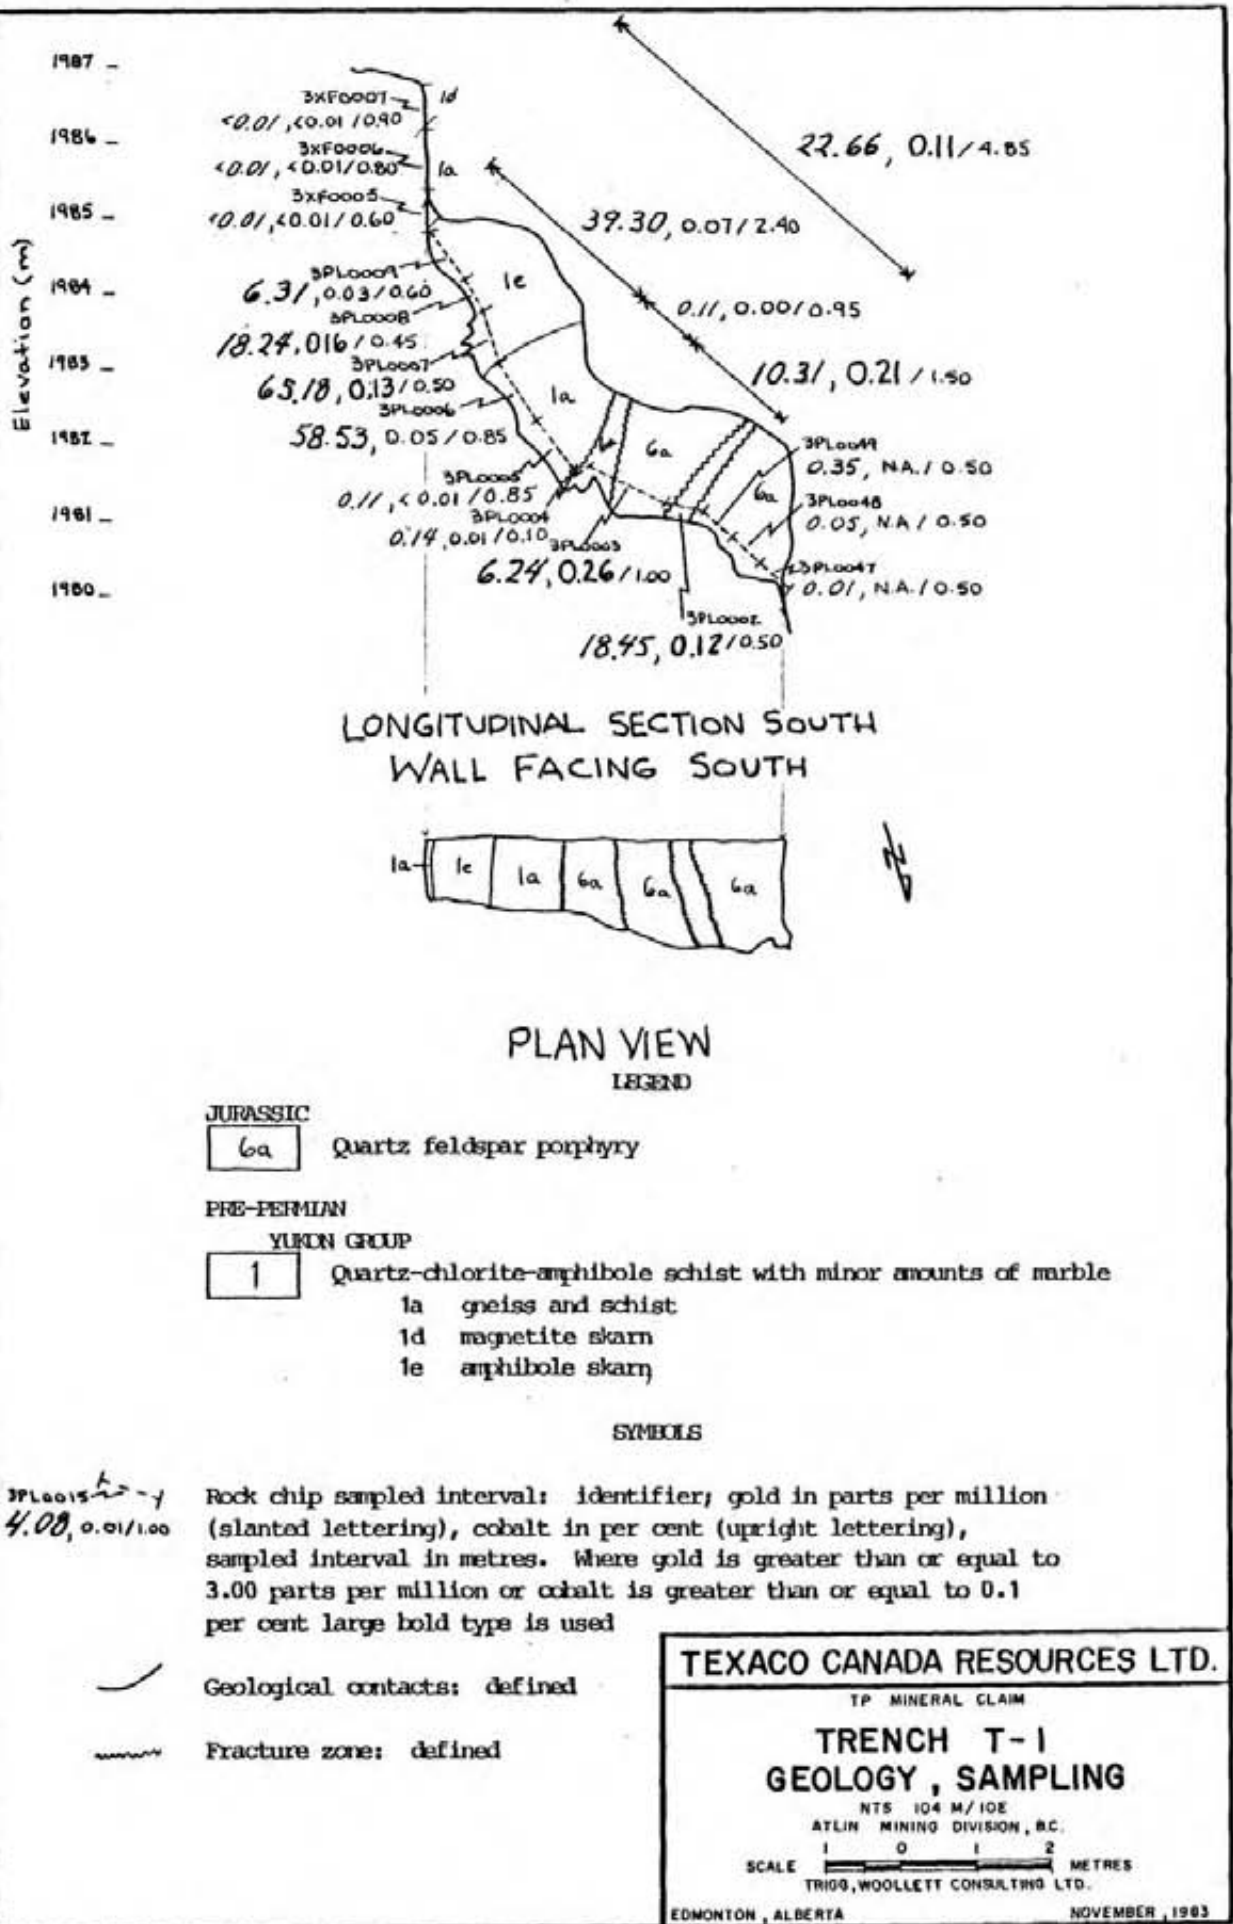 1987
3XF0007
1d
<0.01, <0.01 / 0.90
1986
22.66, 0.11 / 4.85
3XF0006
<0.01, <0.01 / 0.80
1a
3XF0005
1985
<0.01, <0.01 / 0.60
39.30, 0.07 / 2.40
Elevation (m)
3PL0009
1984
6.31, 0.03 / 0.60
1e
0.11, 0.00 / 0.95
3PL0008
18.24, 016 / 0.45
3PL0007
1983
65.18, 0.13 / 0.50
10.31, 0.21 / 1.50
3PL0006
1a
58.53, 0.05 / 0.85
1982
6a
3PL0049
0.35, N.A. / 0.50
3PL0005
0.11, <0.01 / 0.85
6a
3PL0048
0.05, N.A / 0.50
1981
3PL0004
0.14, 0.01 / 0.10
3PL0003
6.24, 0.26 / 1.00
3PL0047
0.01, N.A. / 0.50
1980
3PL0002
18.45, 0.12 / 0.50
LONGITUDINAL SECTION SOUTH
WALL FACING SOUTH
1a
1e
1a
6a
6a
6a
N
PLAN VIEW
LEGEND
JURASSIC
6a Quartz feldspar porphyry
PRE-PERMIAN
YUKON GROUP
1 Quartz-chlorite-amphibole schist with minor amounts of marble
1a gneiss and schist
1d magnetite skarn
1e amphibole skarn
SYMBOLS
3PL0015
4.08, 0.01/1.00
Rock chip sampled interval: identifier; gold in parts per million
(slanted lettering), cobalt in per cent (upright lettering),
sampled interval in metres. Where gold is greater than or equal to
3.00 parts per million or cobalt is greater than or equal to 0.1
per cent large bold type is used
Geological contacts: defined
Fracture zone: defined
TEXACO CANADA RESOURCES LTD.
TP MINERAL CLAIM
TRENCH T-1
GEOLOGY, SAMPLING
NTS 104 M/10E
ATLIN MINING DIVISION, B.C.
1 0 1 2
SCALE METRES
TRIGG, WOOLLETT CONSULTING LTD.
EDMONTON, ALBERTA NOVEMBER, 1983